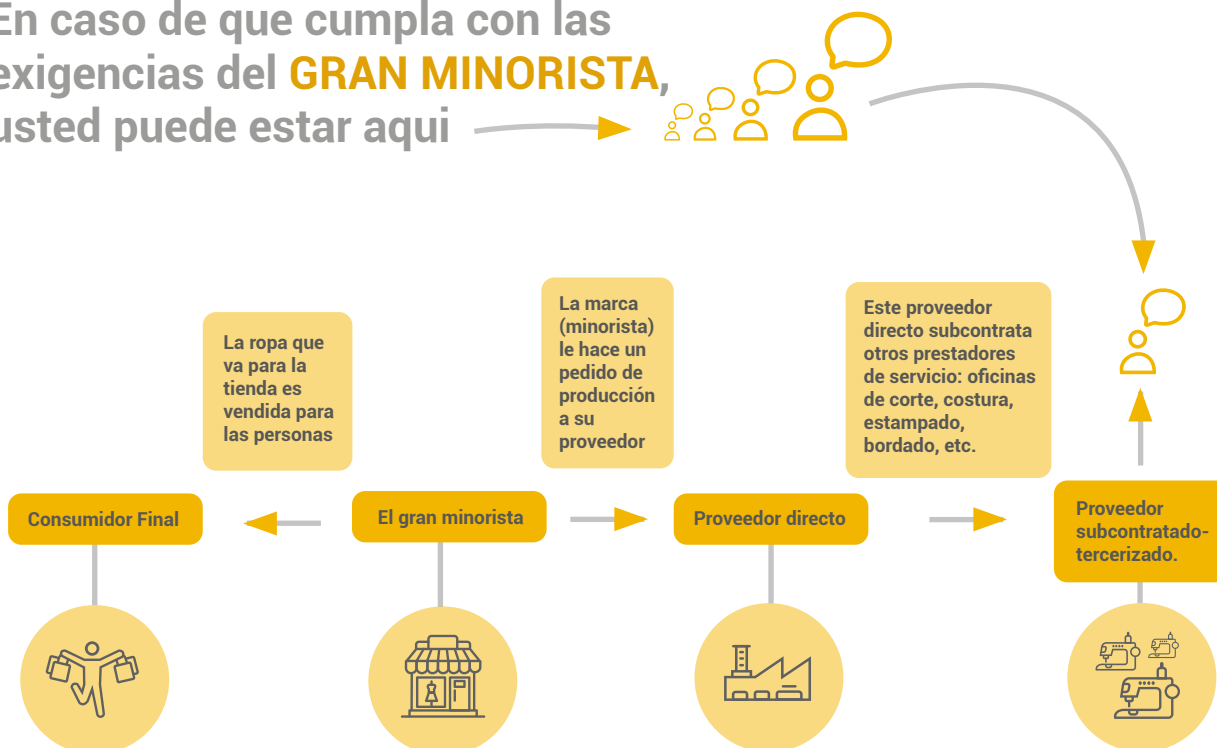 En caso de que cumpla con las
exigencias del GRAN MINORISTA,
usted puede estar aqui
La ropa que
va para la
tienda es
vendida para
las personas
La marca
(minorista)
le hace un
pedido de
producción
a su
proveedor
Este proveedor
directo subcontrata
otros prestadores
de servicio: oficinas
de corte, costura,
estampado,
bordado, etc.
Consumidor Final
El gran minorista
Proveedor directo
Proveedor
subcontratado-
tercerizado.